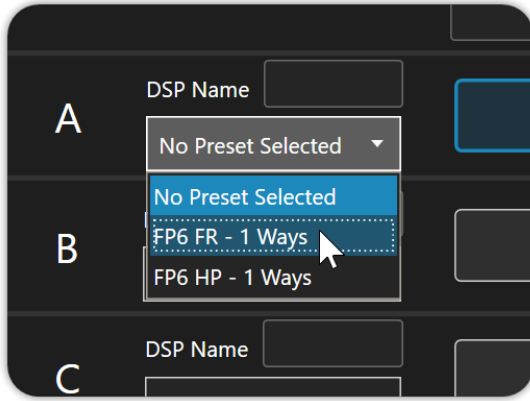 A
DSP Name
No Preset Selected
No Preset Selected
B
FP6 FR - 1 Ways
FP6 HP - 1 Ways
DSP Name
C